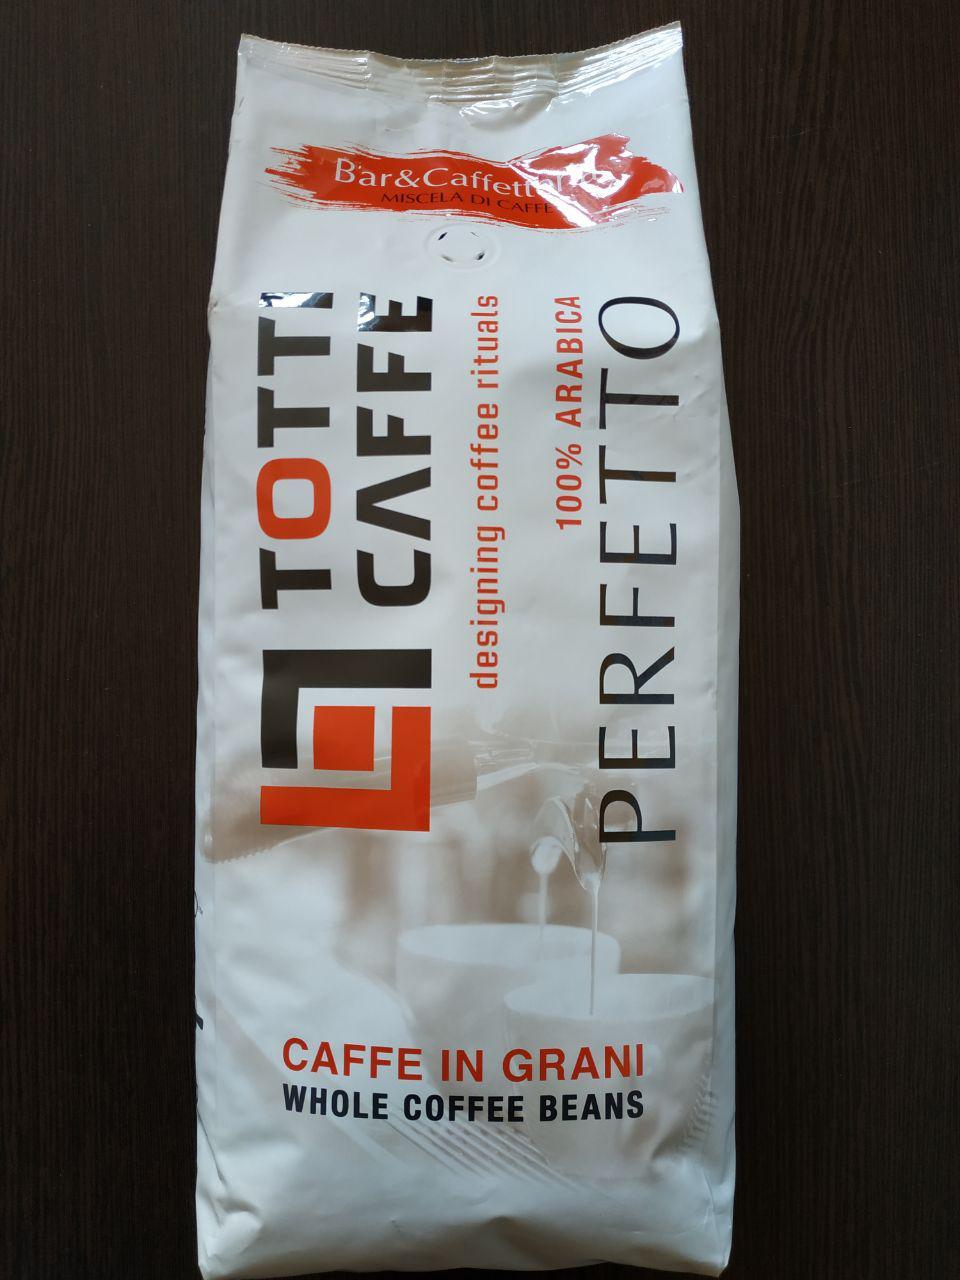 Bar&Caffetteria
MISCELA DI CAFFE
TOTTI
CAFFE
designing coffee rituals
100% ARABICA
PERFETTO
CAFFE IN GRANI
WHOLE COFFEE BEANS